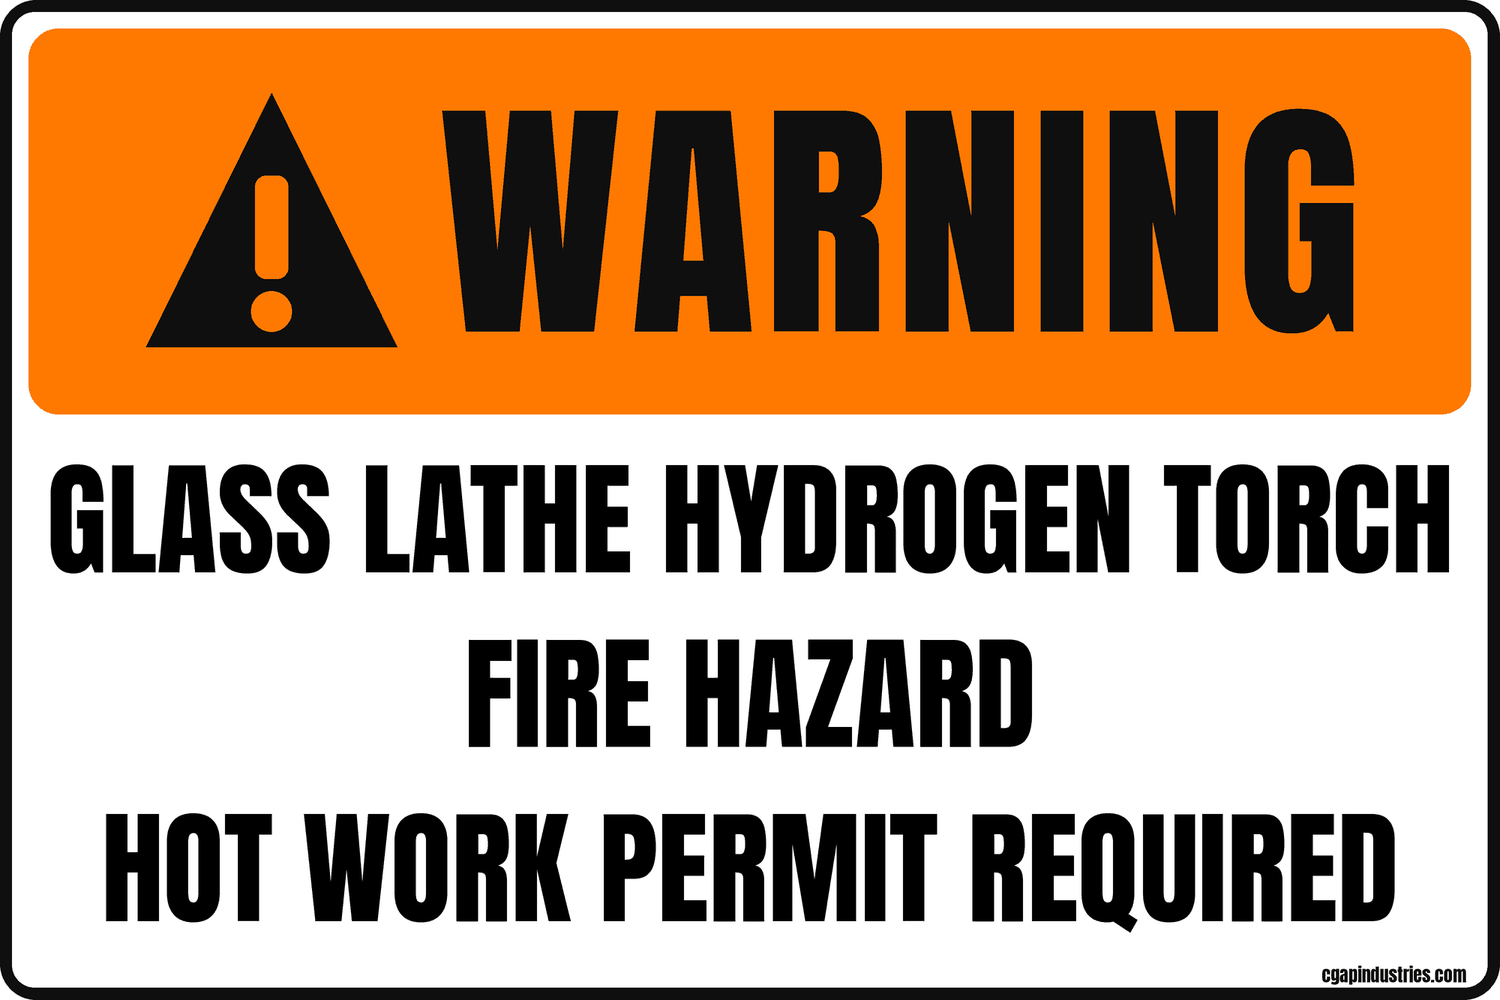 WARNING
GLASS LATHE HYDROGEN TORCH
FIRE HAZARD
HOT WORK PERMIT REQUIRED
cgapindustries.com